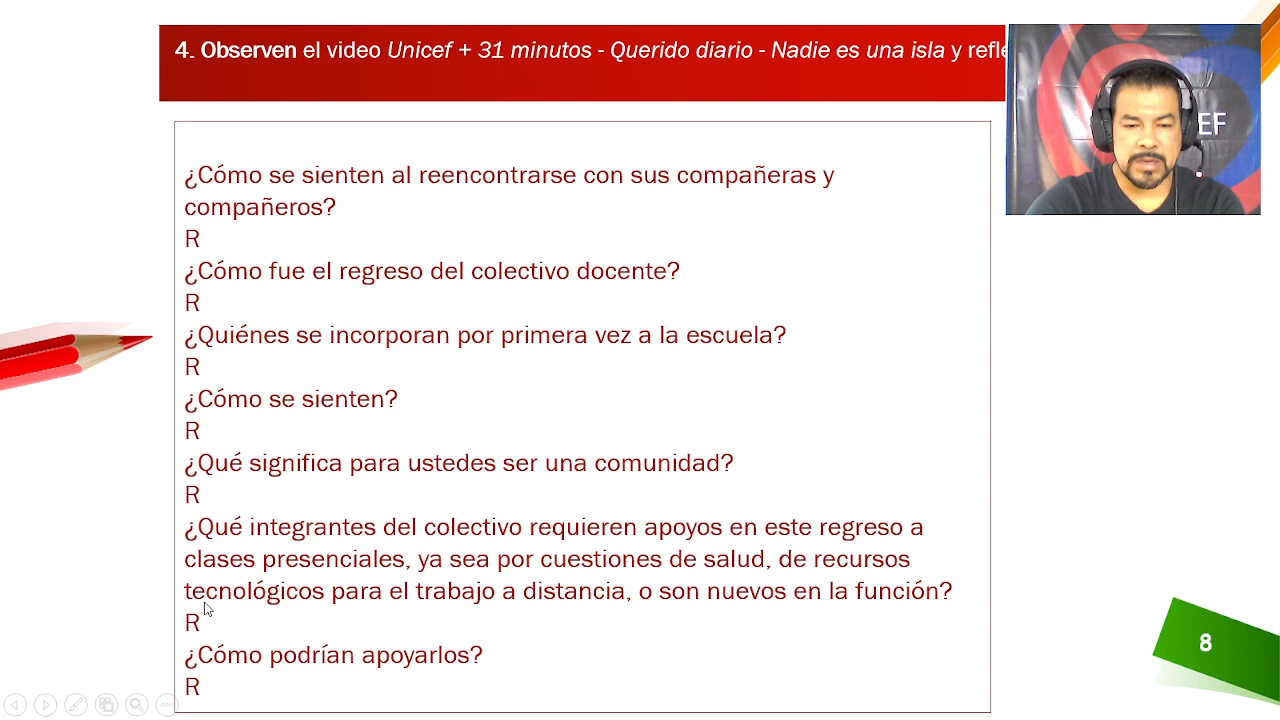 4. Observen el video Unicef + 31 minutos - Querido diario - Nadie es una isla y refle
EF
¿Cómo se sienten al reencontrarse con sus compañeras y
compañeros?
R
¿Cómo fue el regreso del colectivo docente?
R
¿Quiénes se incorporan por primera vez a la escuela?
R
¿Cómo se sienten?
R
¿Qué significa para ustedes ser una comunidad?
R
¿Qué integrantes del colectivo requieren apoyos en este regreso a
clases presenciales, ya sea por cuestiones de salud, de recursos
tecnológicos para el trabajo a distancia, o son nuevos en la función?
R
¿Cómo podrían apoyarlos?
R
8